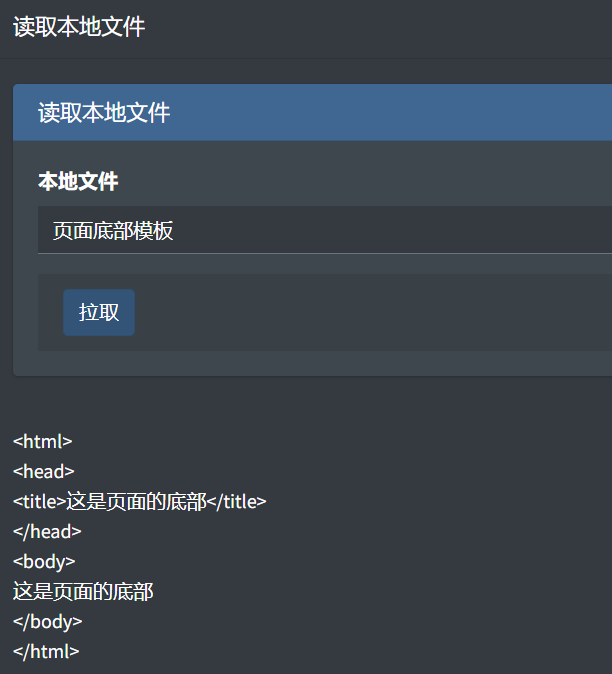 读取本地文件
读取本地文件
本地文件
页面底部模板
拉取
<html>
<head>
<title>这是页面的底部</title>
</head>
<body>
这是页面的底部
</body>
</html>